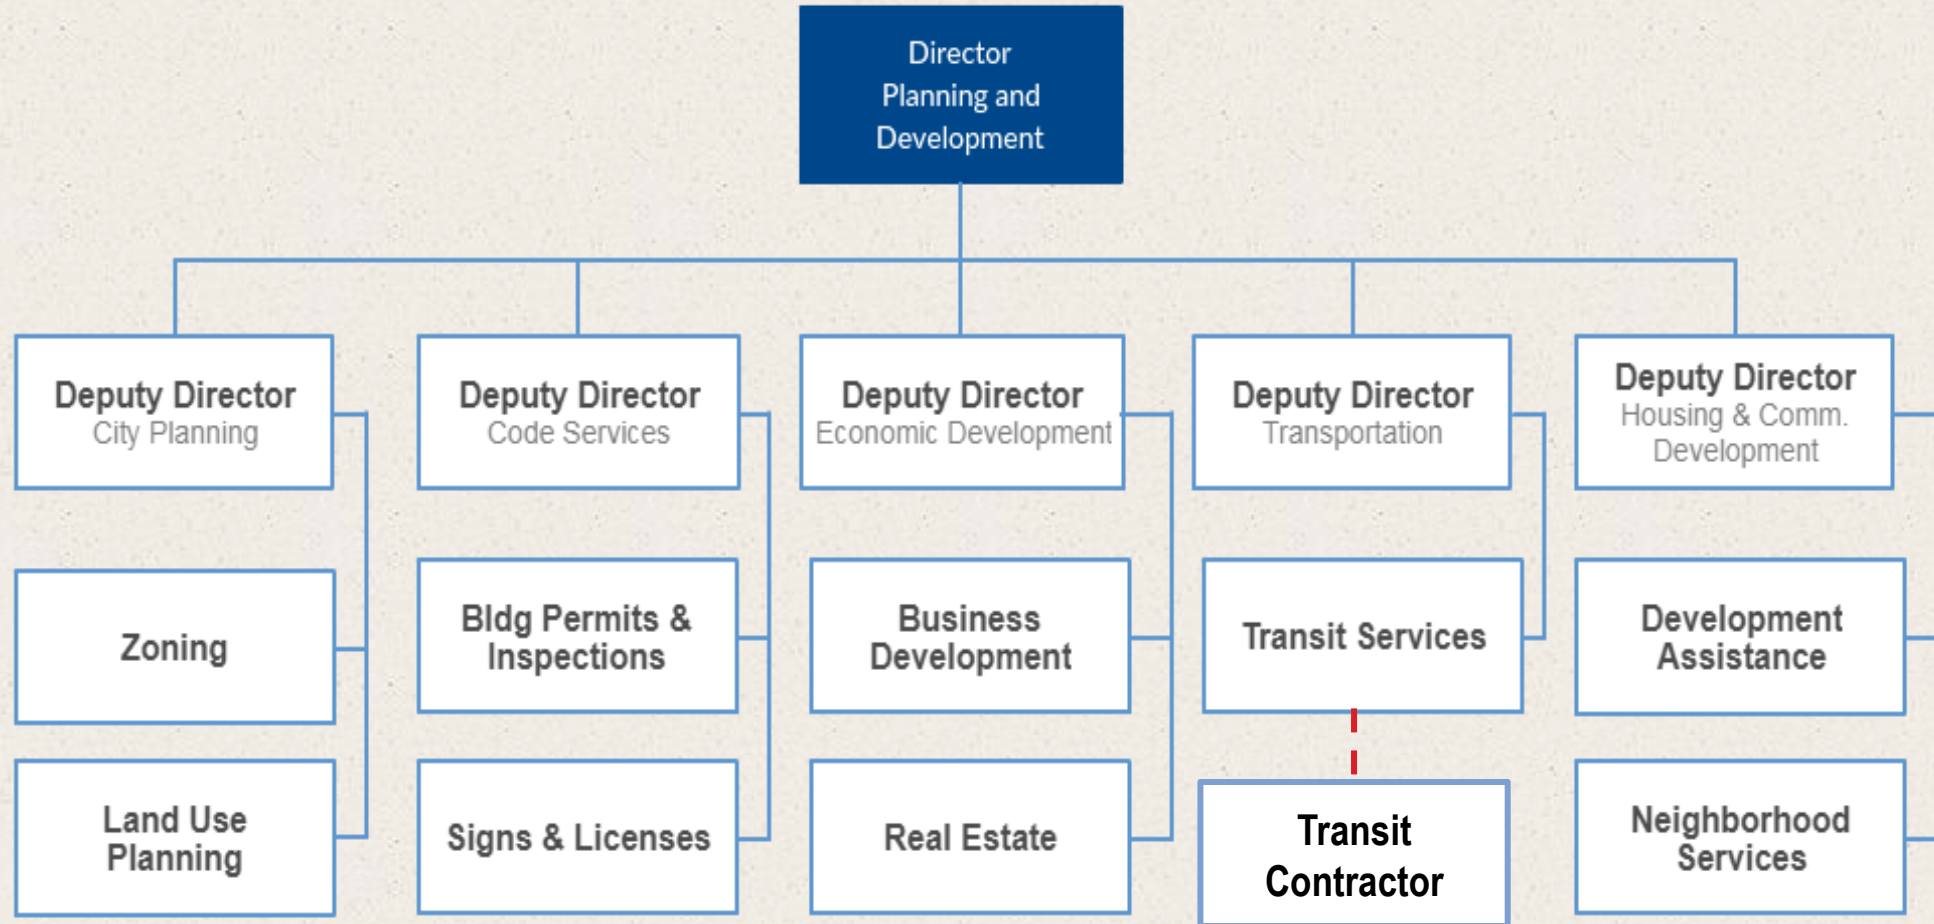 Director
Planning and
Development
Deputy Director
City Planning
Deputy Director
Code Services
Deputy Director
Economic Development
Deputy Director
Transportation
Deputy Director
Housing & Comm.
Development
Zoning
Bldg Permits &
Inspections
Business
Development
Transit Services
Development
Assistance
Land Use
Planning
Signs & Licenses
Real Estate
Transit
Contractor
Neighborhood
Services